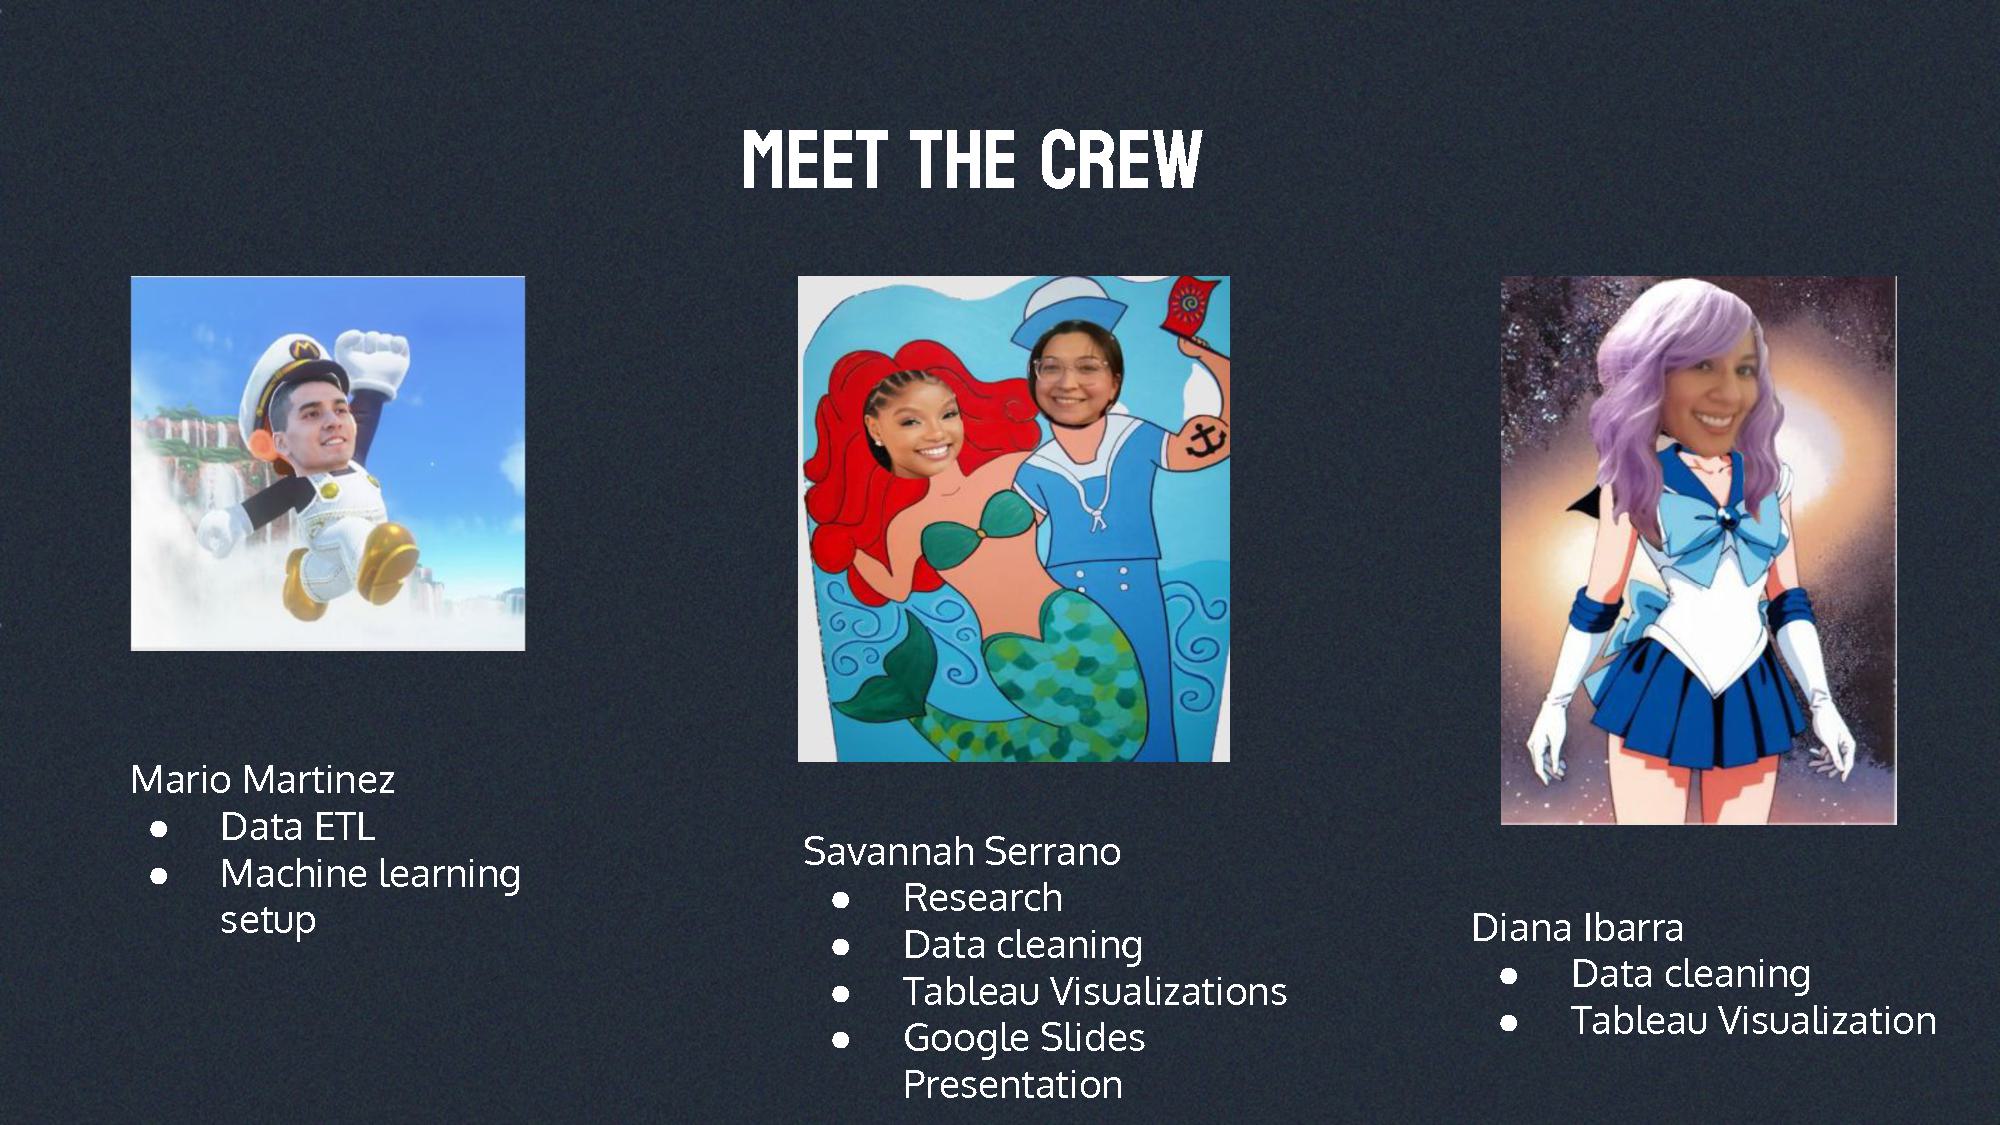 MEET THE CREW
M
Mario Martinez
● Data ETL
● Machine learning
setup
Savannah Serrano
● Research
● Data cleaning
● Tableau Visualizations
● Google Slides
Presentation
Diana Ibarra
● Data cleaning
● Tableau Visualization